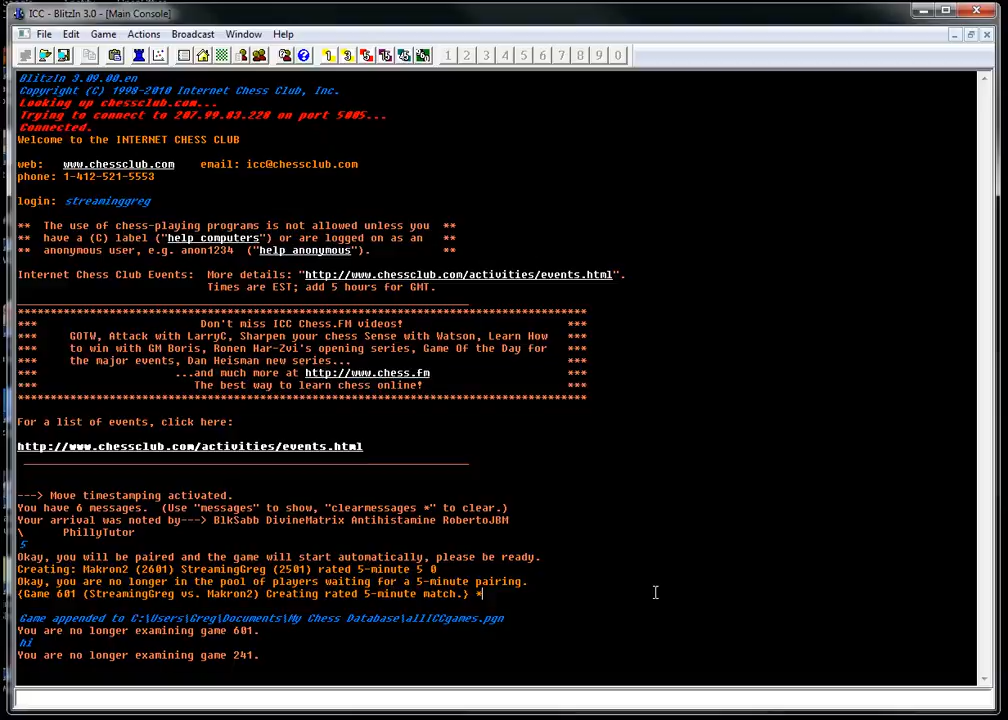 ICC - BlitzIn 3.0 - [Main Console]
File Edit Game Actions Broadcast Window Help
1 3 5 1 2 3 4 5 6 7 8 9 0
BlitzIn 3.09.00.en
Copyright (C) 1990-2010 Internet Chess Club, Inc.
Looking up chessclub.com...
Trying to connect to 207.99.83.228 on port 5005...
Connected.
Welcome to the INTERNET CHESS CLUB
web: www.chessclub.com email: icc@chessclub.com
phone: 1-412-521-5553
login: streaminggreg
** The use of chess-playing programs is not allowed unless you **
** have a (C) label ("help computers") or are logged on as an **
** anonymous user, e.g. anon1234 ("help anonymous"). **
Internet Chess Club Events: More details: "http://www.chessclub.com/activities/events.html".
Times are EST; add 5 hours for GMT.
************************************************************************************
*** Don't miss ICC Chess.FM videos! ***
*** GOTW, Attack with LarryC, Sharpen your chess Sense with Watson, Learn How ***
*** to win with GM Boris, Ronen Har-Zvi's opening series, Game Of the Day for ***
*** the major events, Dan Heisman new series... ***
*** ...and much more at http://www.chess.fm ***
*** The best way to learn chess online! ***
************************************************************************************
For a list of events, click here:
http://www.chessclub.com/activities/events.html
---> Move timestamping activated.
You have 6 messages. (Use "messages" to show, "clearmessages *" to clear.)
Your arrival was noted by---> BlkSabb DivineMatrix Antihistamine RobertoJBM
\ PhillyTutor
5
Okay, you will be paired and the game will start automatically, please be ready.
Creating: Makron2 (2601) StreamingGreg (2501) rated 5-minute 5 0
Okay, you are no longer in the pool of players waiting for a 5-minute pairing.
{Game 601 (StreamingGreg vs. Makron2) Creating rated 5-minute match.} *
Game appended to C:\Users\Greg\Documents\My Chess Database\allICCgames.pgn
You are no longer examining game 601.
hi
You are no longer examining game 241.